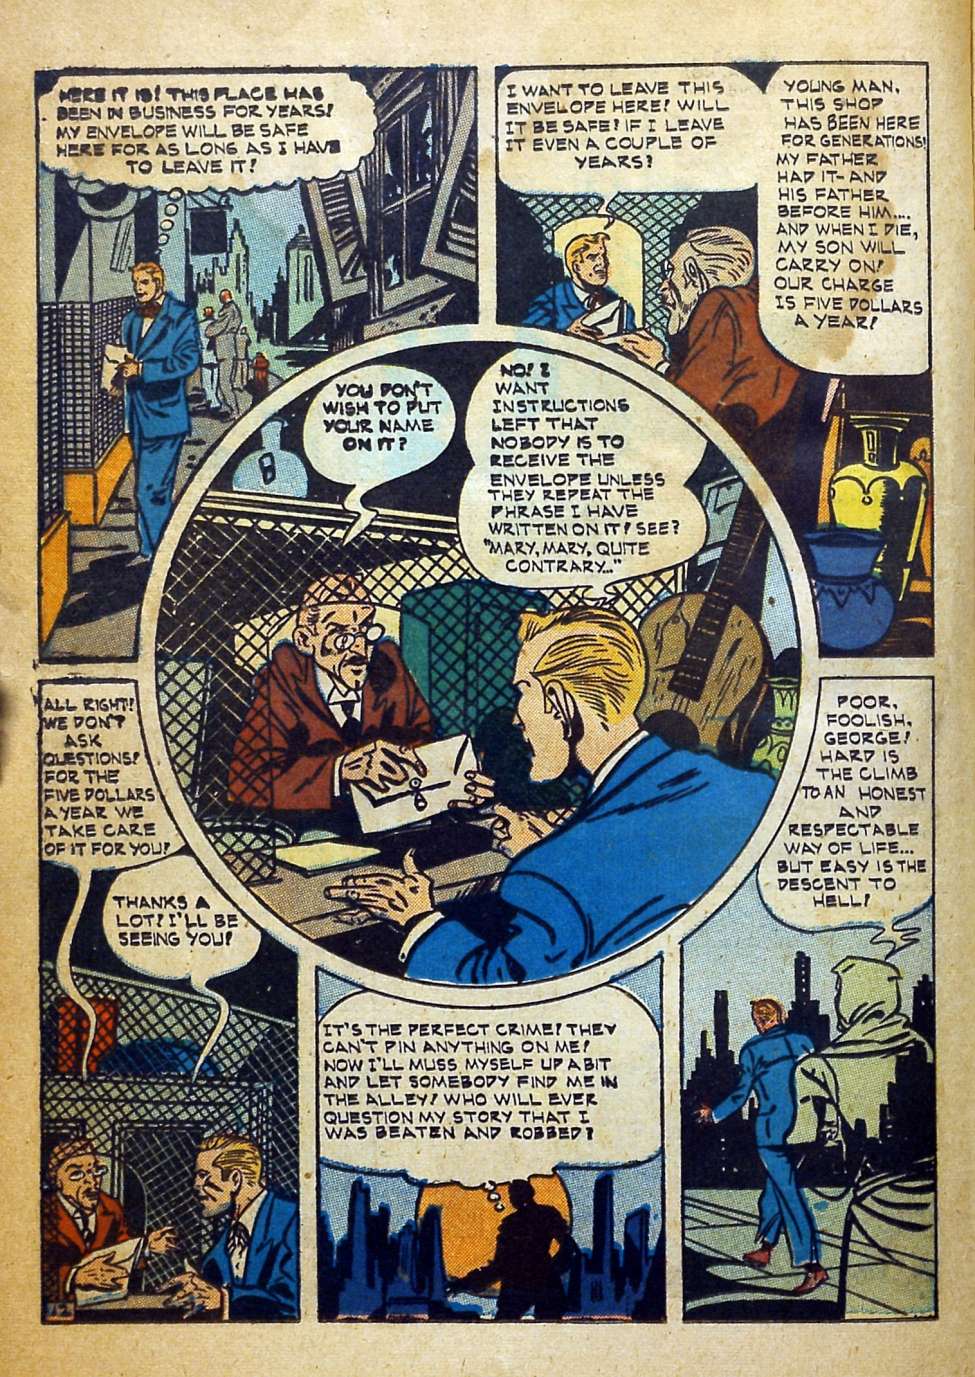 HERE IT IS! THIS PLACE HAS
BEEN IN BUSINESS FOR YEARS!
MY ENVELOPE WILL BE SAFE
HERE FOR AS LONG AS I HAVE
TO LEAVE IT!
I WANT TO LEAVE THIS
ENVELOPE HERE! WILL
IT BE SAFE? IF I LEAVE
IT EVEN A COUPLE OF
YEARS?
YOUNG MAN,
THIS SHOP
HAS BEEN HERE
FOR GENERATIONS!
MY FATHER
HAD IT-AND
HIS FATHER
BEFORE HIM....
AND WHEN I DIE,
MY SON WILL
CARRY ON!
OUR CHARGE
IS FIVE DOLLARS
A YEAR!
YOU DON'T
WISH TO PUT
YOUR NAME
ON IT?
NO! I
WANT
INSTRUCTIONS
LEFT THAT
NOBODY IS TO
RECEIVE THE
ENVELOPE UNLESS
THEY REPEAT THE
PHRASE I HAVE
WRITTEN ON IT! SEE?
"MARY, MARY, QUITE
CONTRARY..."
ALL RIGHT!
WE DON'T
ASK
QUESTIONS!
FOR THE
FIVE DOLLARS
A YEAR WE
TAKE CARE
OF IT FOR YOU!
THANKS A
LOT! I'LL BE
SEEING YOU!
IT'S THE PERFECT CRIME! THEY
CAN'T PIN ANYTHING ON ME!
NOW I'LL MUSS MYSELF UP A BIT
AND LET SOMEBODY FIND ME IN
THE ALLEY! WHO WILL EVER
QUESTION MY STORY THAT I
WAS BEATEN AND ROBBED?
POOR,
FOOLISH,
GEORGE!
HARD IS
THE CLIMB
TO AN HONEST
AND
RESPECTABLE
WAY OF LIFE...
BUT EASY IS THE
DESCENT TO
HELL!
12